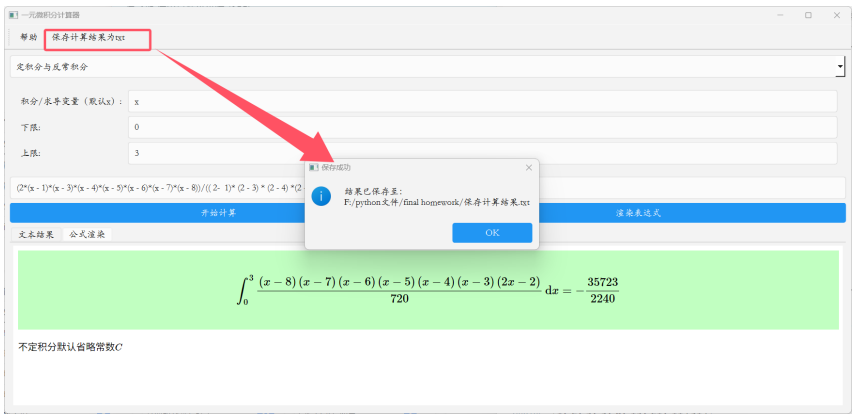 一元微积分计算器
帮助 保存计算结果为txt
定积分与反常积分
积分/求导变量（默认x）: x
下限: 0
上限: 3
保存成功
结果已保存至:
F:/python文件/final homework/保存计算结果.txt
OK
(2*(x - 1)*(x - 3)*(x - 4)*(x - 5)*(x - 6)*(x - 7)*(x - 8))/(( 2- 1)* (2 - 3) * (2 - 4) *(2
开始计算 渲染表达式
文本结果 公式渲染
∫₀³ (x − 8) (x − 7) (x − 6) (x − 5) (x − 4) (x − 3) (2x − 2) / 720 dx = − 35723 / 2240
不定积分默认省略常数C